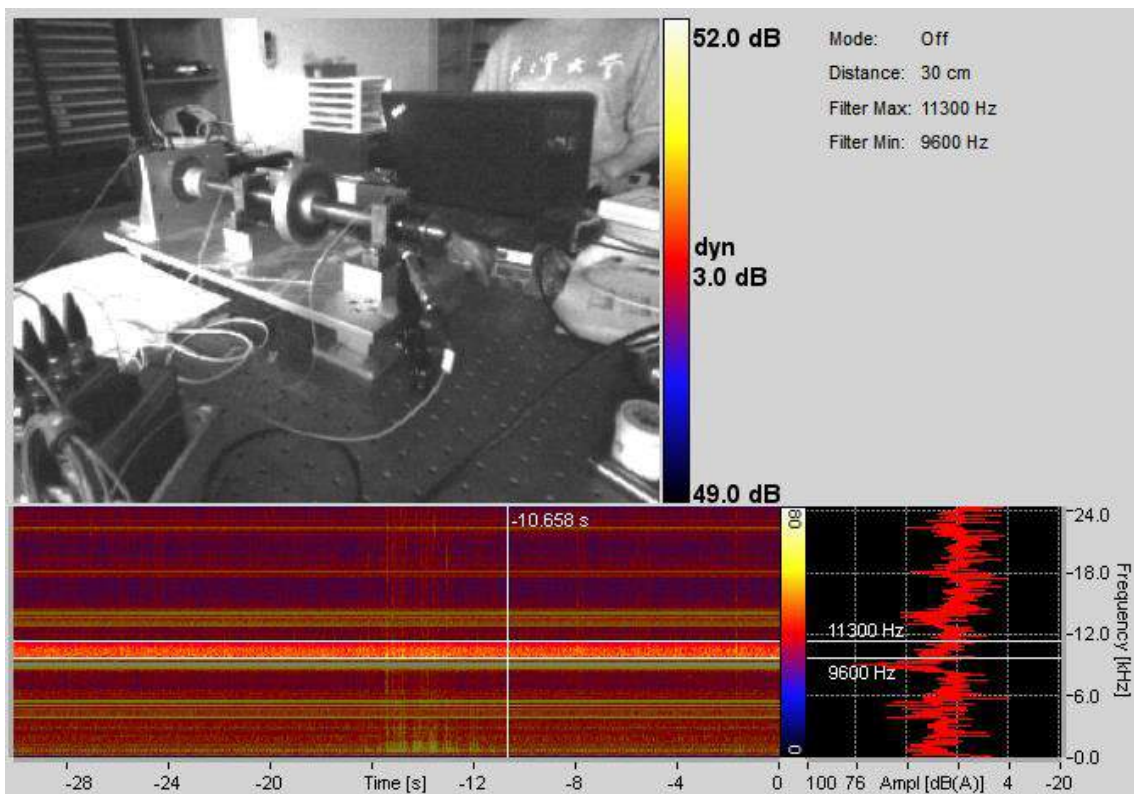 52.0 dB
dyn
3.0 dB
49.0 dB
Mode: Off
Distance: 30 cm
Filter Max: 11300 Hz
Filter Min: 9600 Hz
-10.658 s
80
0
11300 Hz
9600 Hz
24.0
18.0
12.0
6.0
-0.0
Frequency [kHz]
-28 -24 -20 Time [s] -12 -8 -4 0
100 76 Ampl [dB(A)] 4 -20